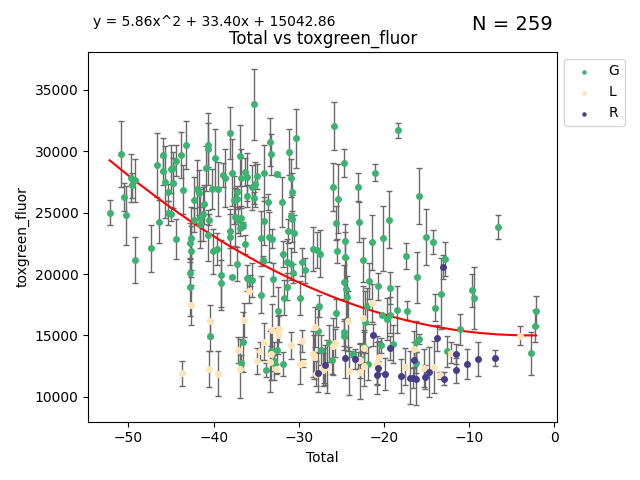 y = 5.86x^2 + 33.40x + 15042.86
N = 259
Total vs toxgreen_fluor
toxgreen_fluor
35000
30000
25000
20000
15000
10000
−50
−40
−30
−20
−10
0
Total
G
L
R